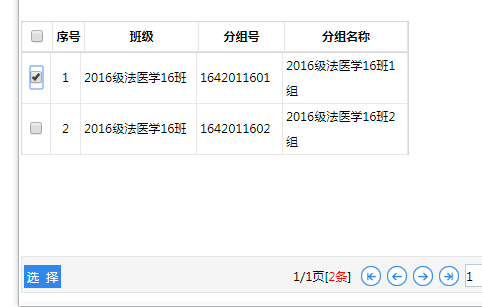 序号 班级 分组号 分组名称
1 2016级法医学16班 1642011601 2016级法医学16班1
组
2 2016级法医学16班 1642011602 2016级法医学16班2
组
选 择 1/1页[2条] 1